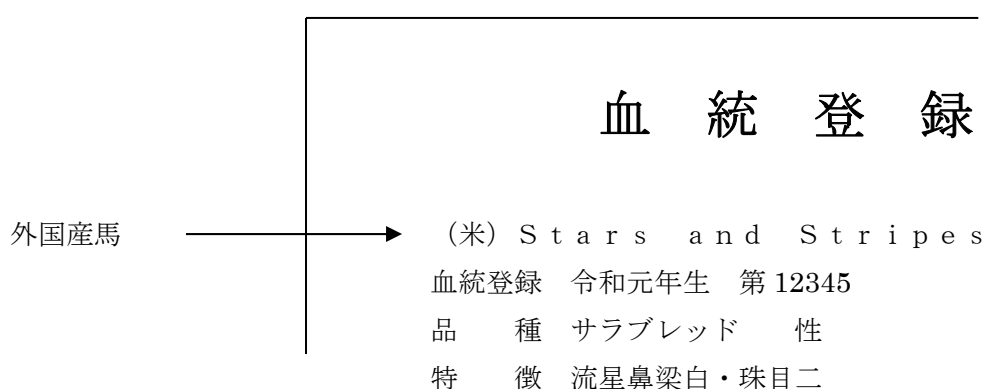 血 統 登 録
外国産馬
（米）Ｓｔａｒｓ　ａｎｄ　Ｓｔｒｉｐｅｓ
血統登録　令和元年生　第 12345
品　　種　サラブレッド　　性
特　　徴　流星鼻梁白・珠目二